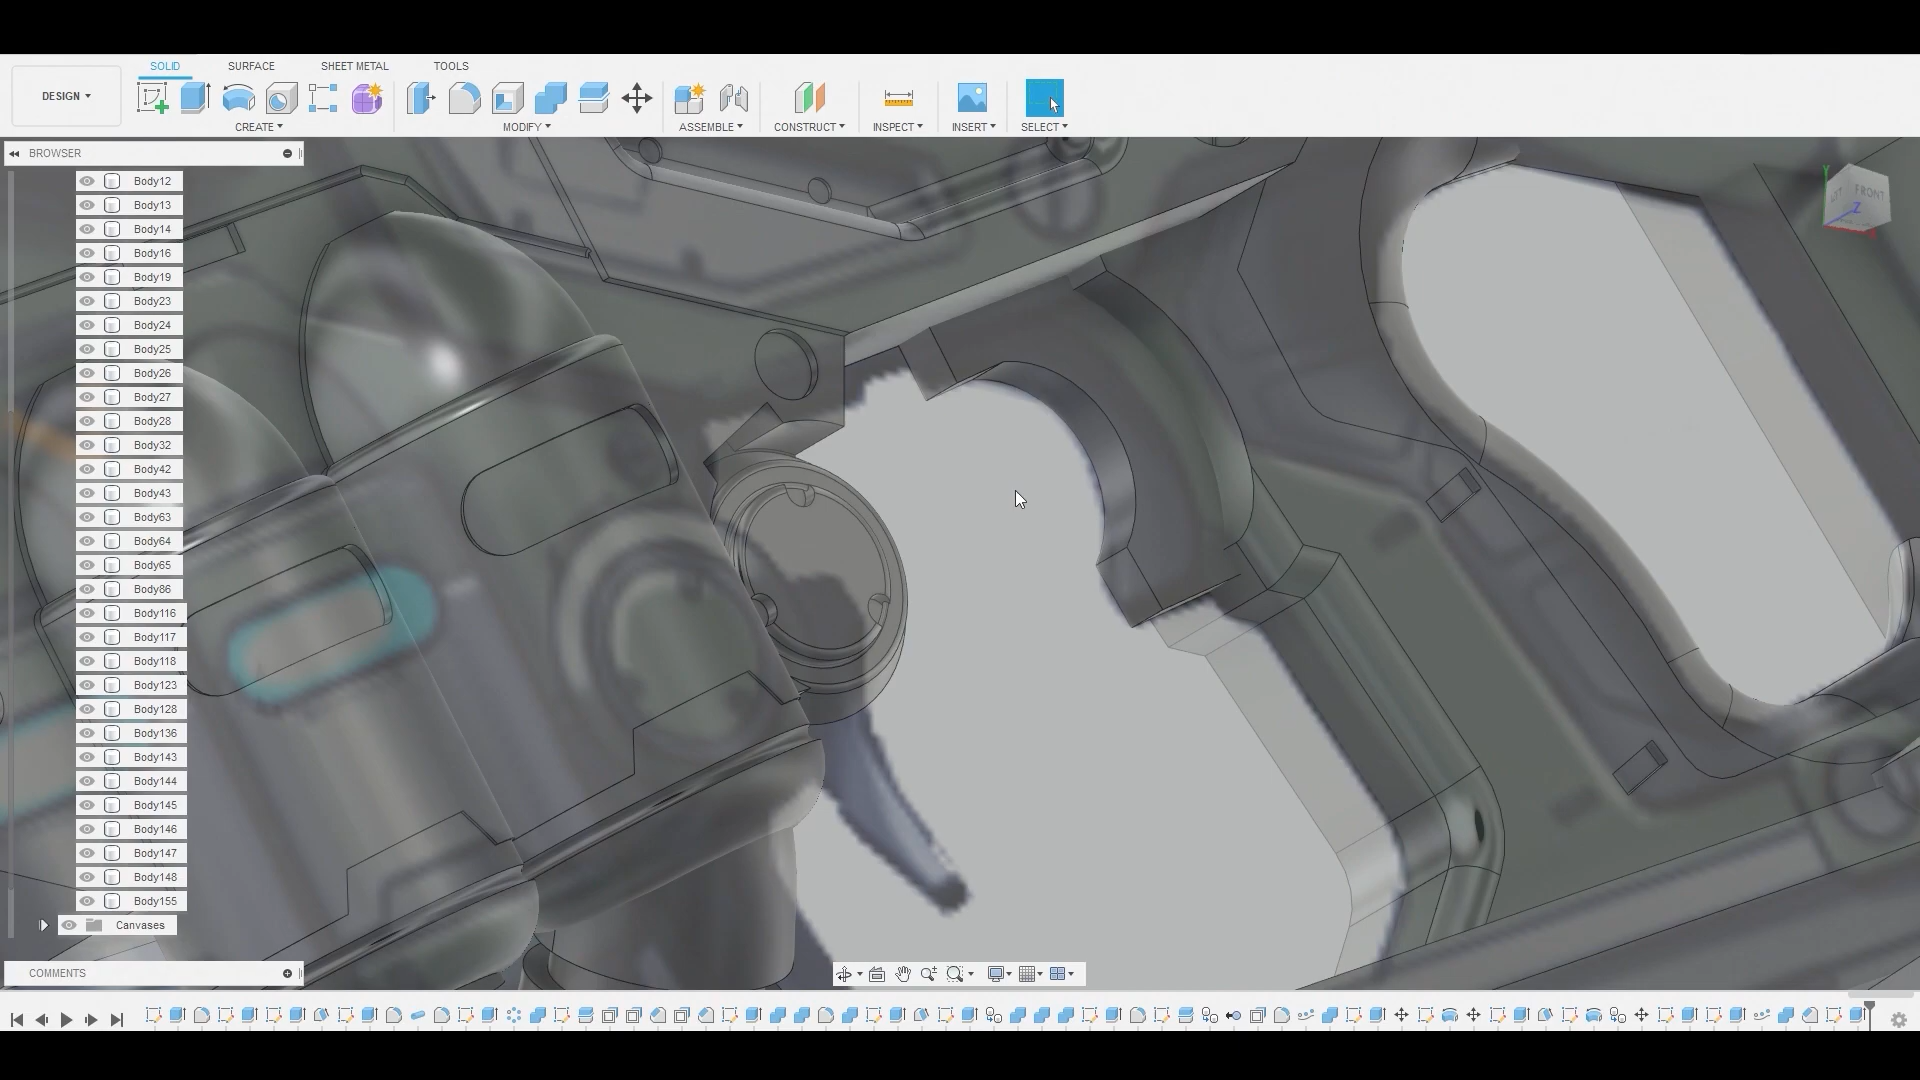 SOLID SURFACE SHEET METAL TOOLS
DESIGN
CREATE MODIFY ASSEMBLE CONSTRUCT INSPECT INSERT SELECT
BROWSER
Body12
Body13
Body14
Body16
Body19
Body23
Body24
Body25
Body26
Body27
Body28
Body32
Body42
Body43
Body63
Body64
Body65
Body86
Body116
Body117
Body118
Body123
Body128
Body136
Body143
Body144
Body145
Body146
Body147
Body148
Body155
Canvases
COMMENTS
Y
FRONT
Z